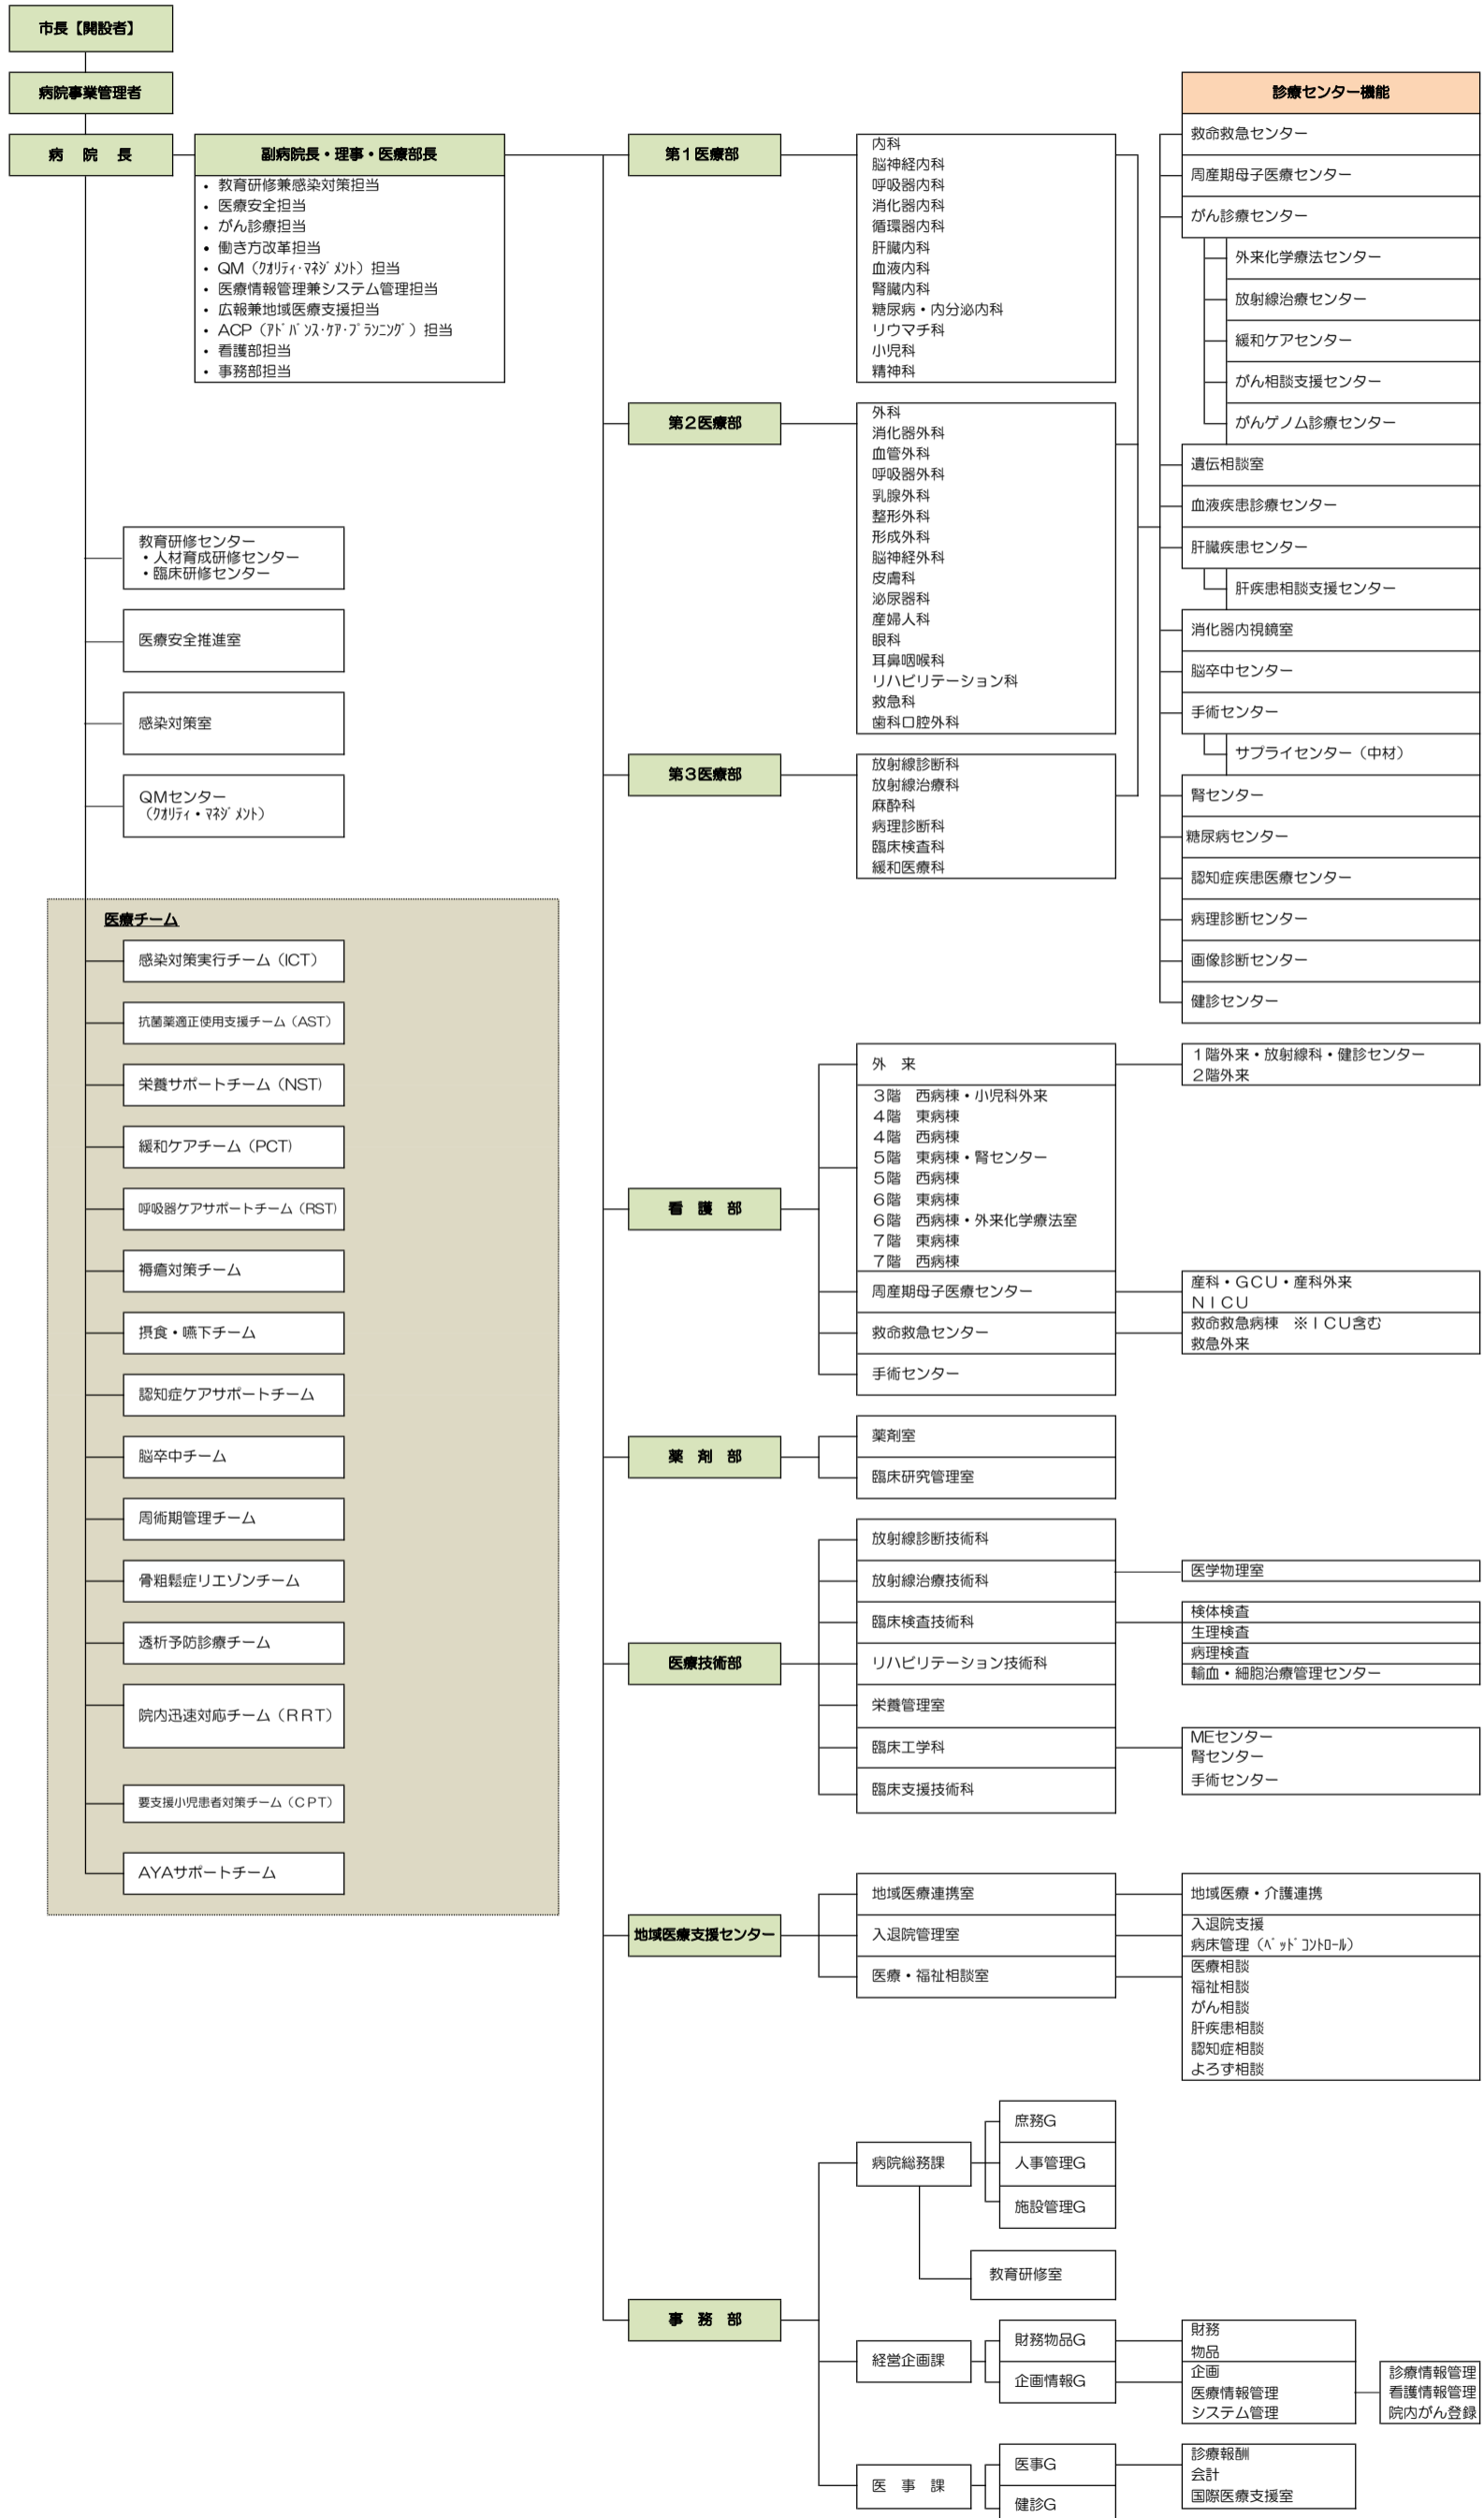 市長【開設者】
病院事業管理者
病　院　長
副病院長・理事・医療部長
・ 教育研修兼感染対策担当
・ 医療安全担当
・ がん診療担当
・ 働き方改革担当
・ QM（ｸｵﾘﾃｨ･ﾏﾈｼﾞﾒﾝﾄ）担当
・ 医療情報管理兼システム管理担当
・ 広報兼地域医療支援担当
・ ACP（ｱﾄﾞﾊﾞﾝｽ･ｹｱ･ﾌﾟﾗﾝﾆﾝｸﾞ）担当
・ 看護部担当
・ 事務部担当
教育研修センター
・人材育成研修センター
・臨床研修センター
医療安全推進室
感染対策室
QMセンター
（ｸｵﾘﾃｨ・ﾏﾈｼﾞﾒﾝﾄ）
医療チーム
感染対策実行チーム（ICT）
抗菌薬適正使用支援チーム（AST）
栄養サポートチーム（NST）
緩和ケアチーム（PCT）
呼吸器ケアサポートチーム（RST）
褥瘡対策チーム
摂食・嚥下チーム
認知症ケアサポートチーム
脳卒中チーム
周術期管理チーム
骨粗鬆症リエゾンチーム
透析予防診療チーム
院内迅速対応チーム（ＲＲＴ）
要支援小児患者対策チーム（ＣＰＴ）
AYAサポートチーム
第１医療部
内科
脳神経内科
呼吸器内科
消化器内科
循環器内科
肝臓内科
血液内科
腎臓内科
糖尿病・内分泌内科
リウマチ科
小児科
精神科
第２医療部
外科
消化器外科
血管外科
呼吸器外科
乳腺外科
整形外科
形成外科
脳神経外科
皮膚科
泌尿器科
産婦人科
眼科
耳鼻咽喉科
リハビリテーション科
救急科
歯科口腔外科
第３医療部
放射線診断科
放射線治療科
麻酔科
病理診断科
臨床検査科
緩和医療科
診療センター機能
救命救急センター
周産期母子医療センター
がん診療センター
外来化学療法センター
放射線治療センター
緩和ケアセンター
がん相談支援センター
がんゲノム診療センター
遺伝相談室
血液疾患診療センター
肝臓疾患センター
肝疾患相談支援センター
消化器内視鏡室
脳卒中センター
手術センター
サプライセンター（中材）
腎センター
糖尿病センター
認知症疾患医療センター
病理診断センター
画像診断センター
健診センター
看　護　部
外　来
１階外来・放射線科・健診センター
２階外来
３階　西病棟・小児科外来
４階　東病棟
４階　西病棟
５階　東病棟・腎センター
５階　西病棟
６階　東病棟
６階　西病棟・外来化学療法室
７階　東病棟
７階　西病棟
周産期母子医療センター
産科・ＧＣＵ・産科外来
ＮＩＣＵ
救命救急センター
救命救急病棟　※ＩＣＵ含む
救急外来
手術センター
薬　剤　部
薬剤室
臨床研究管理室
医療技術部
放射線診断技術科
放射線治療技術科
医学物理室
臨床検査技術科
検体検査
生理検査
病理検査
輸血・細胞治療管理センター
リハビリテーション技術科
栄養管理室
臨床工学科
MEセンター
腎センター
手術センター
臨床支援技術科
地域医療支援センター
地域医療連携室
地域医療・介護連携
入退院管理室
入退院支援
病床管理（ﾍﾞｯﾄﾞｺﾝﾄﾛｰﾙ）
医療・福祉相談室
医療相談
福祉相談
がん相談
肝疾患相談
認知症相談
よろず相談
事　務　部
病院総務課
庶務G
人事管理G
施設管理G
教育研修室
経営企画課
財務物品G
財務
物品
企画情報G
企画
医療情報管理
システム管理
診療情報管理
看護情報管理
院内がん登録
医　事　課
医事G
診療報酬
会計
国際医療支援室
健診G